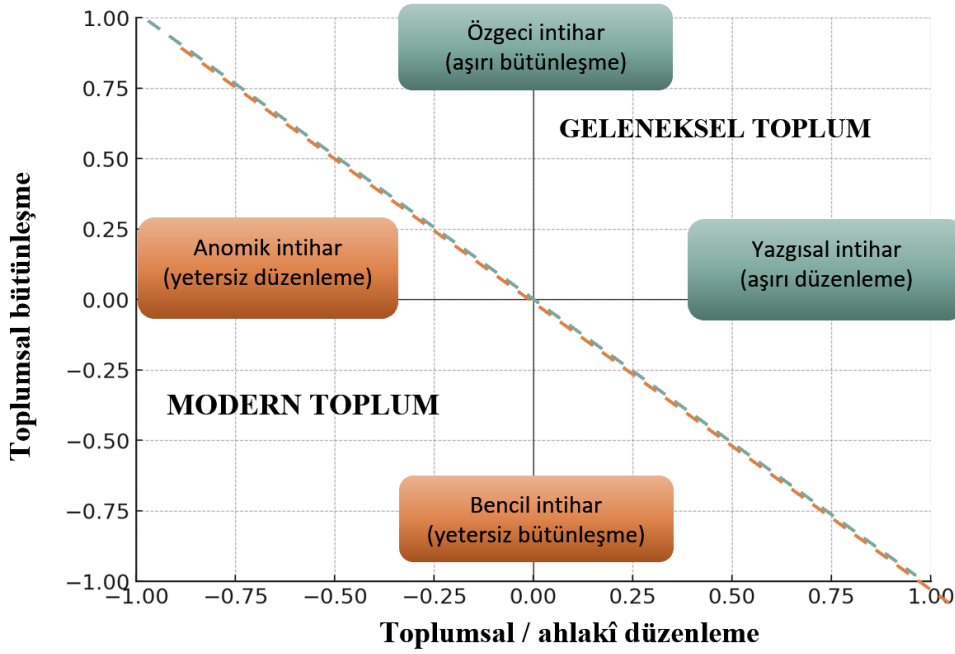 1.00
0.75
0.50
0.25
0.00
−0.25
−0.50
−0.75
−1.00
Toplumsal bütünleşme
Özgeci intihar
(aşırı bütünleşme)
GELENEKSEL TOPLUM
Anomik intihar
(yetersiz düzenleme)
Yazgısal intihar
(aşırı düzenleme)
MODERN TOPLUM
Bencil intihar
(yetersiz bütünleşme)
−1.00 −0.75 −0.50 −0.25 0.00 0.25 0.50 0.75 1.00
Toplumsal / ahlakî düzenleme